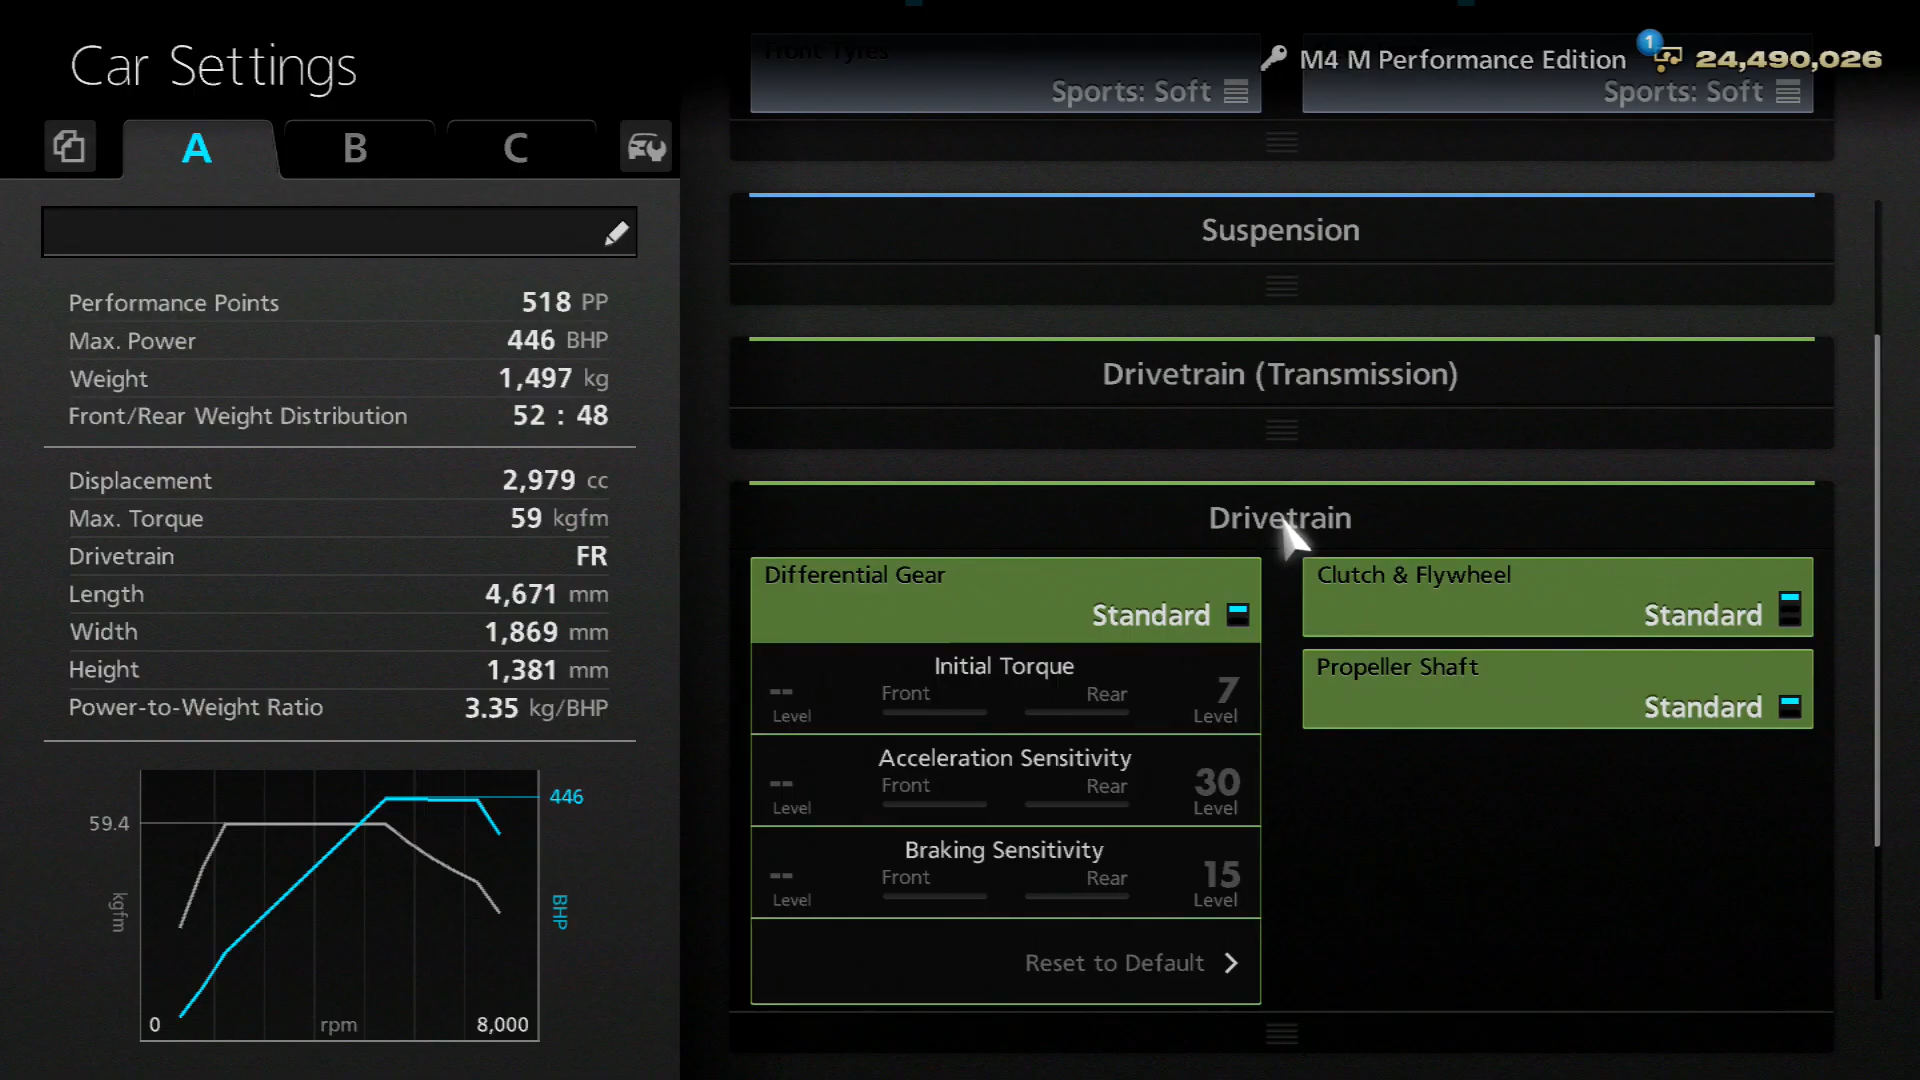 Car Settings
A
B
C
Performance Points 518 PP
Max. Power 446 BHP
Weight 1,497 kg
Front/Rear Weight Distribution 52 : 48
Displacement 2,979 cc
Max. Torque 59 kgfm
Drivetrain FR
Length 4,671 mm
Width 1,869 mm
Height 1,381 mm
Power-to-Weight Ratio 3.35 kg/BHP
446
59.4
kgfm
BHP
0 rpm 8,000
M4 M Performance Edition 1 24,490,026
Front Tyres
Sports: Soft
Sports: Soft
Suspension
Drivetrain (Transmission)
Drivetrain
Differential Gear
Standard
Initial Torque
-- Front Rear 7
Level Level
Acceleration Sensitivity
-- Front Rear 30
Level Level
Braking Sensitivity
-- Front Rear 15
Level Level
Reset to Default
Clutch & Flywheel
Standard
Propeller Shaft
Standard